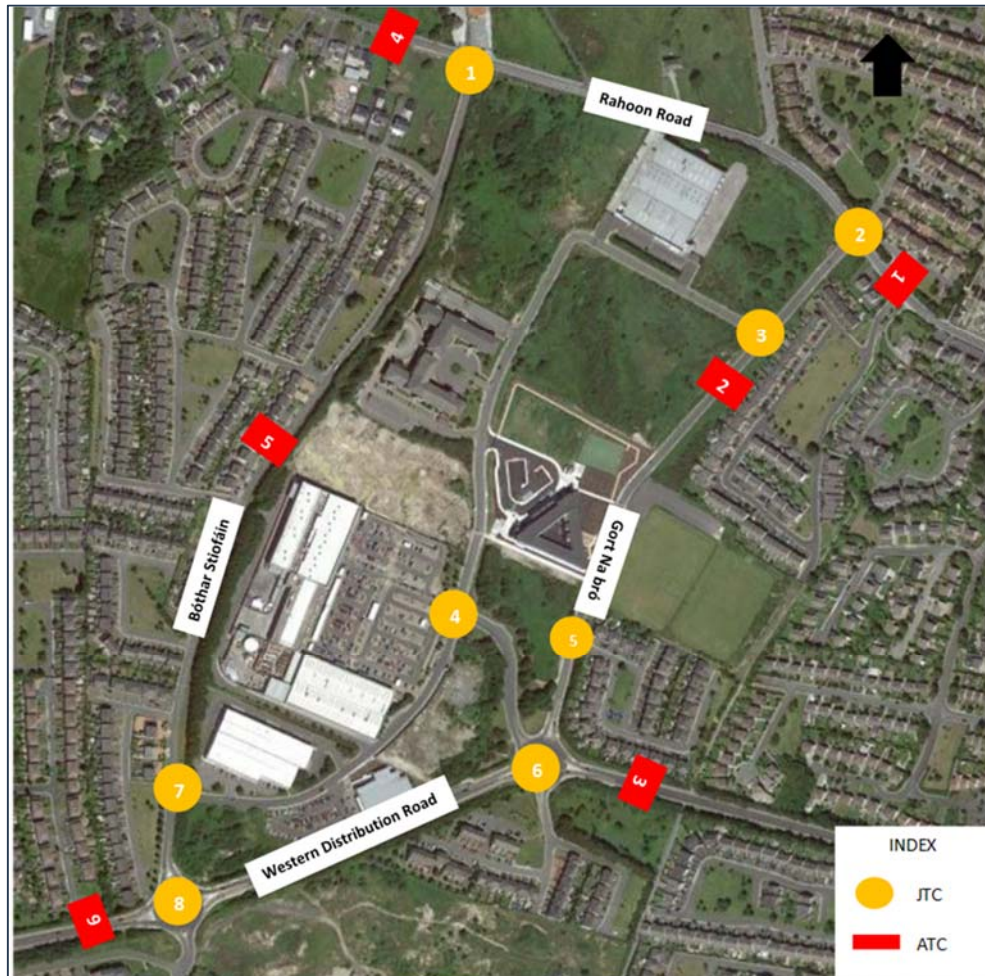 4
1
Rahoon Road
2
1
3
2
5
Gort Na bró
Bóthar Stiofáin
4
5
6
3
7
Western Distribution Road
8
6
INDEX
JTC
ATC